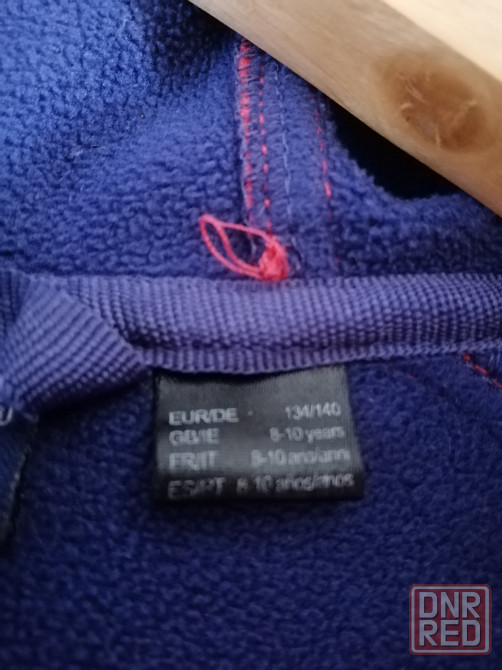 EUR/DE · 134/140
GB/IE 8-10 years
FR/IT 8-10 ans/anni
ES/PT 8-10 años/anos
DNR
RED